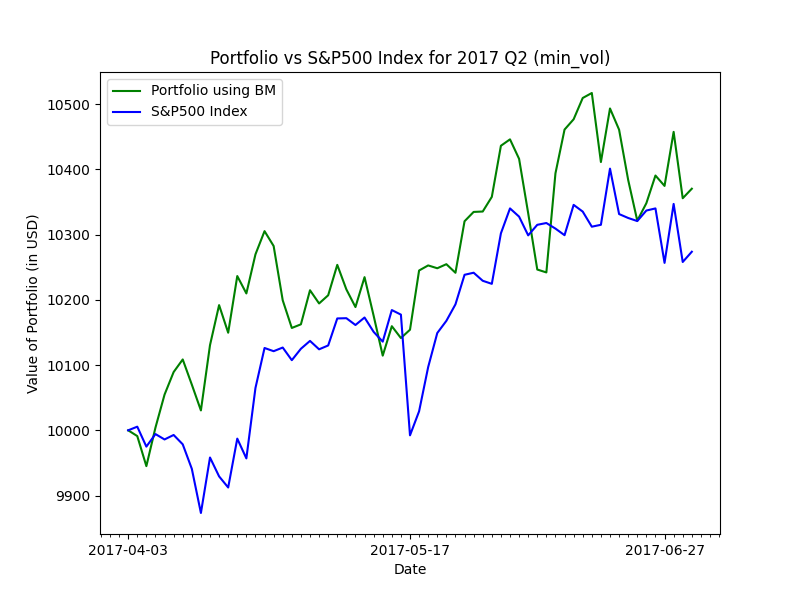 Portfolio vs S&P500 Index for 2017 Q2 (min_vol)
Portfolio using BM
S&P500 Index
Value of Portfolio (in USD)
10500
10400
10300
10200
10100
10000
9900
2017-04-03
2017-05-17
2017-06-27
Date